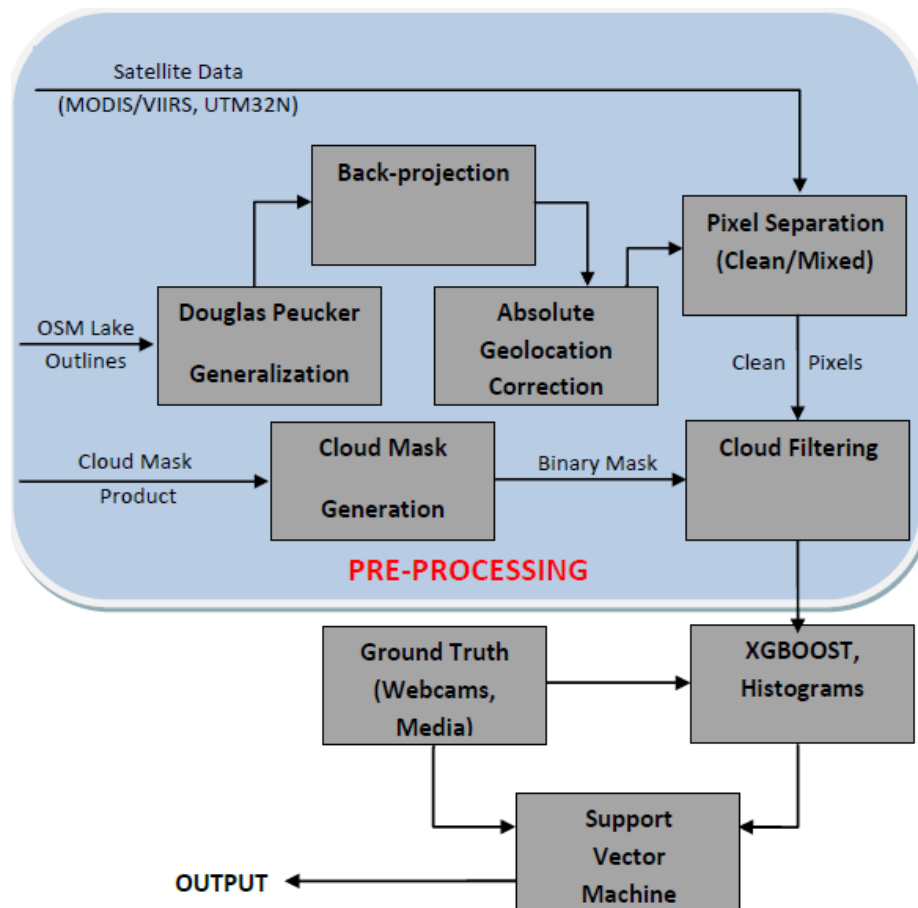 Satellite Data
(MODIS/VIIRS, UTM32N)
Back-projection
Pixel Separation
(Clean/Mixed)
OSM Lake
Outlines
Douglas Peucker
Generalization
Absolute
Geolocation
Correction
Clean Pixels
Cloud Mask
Product
Cloud Mask
Generation
Binary Mask
Cloud Filtering
PRE-PROCESSING
Ground Truth
(Webcams,
Media)
XGBOOST,
Histograms
Support
Vector
Machine
OUTPUT